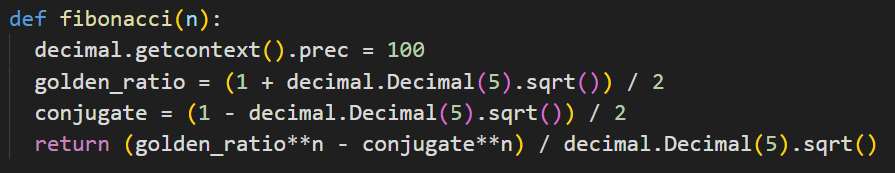 def fibonacci(n):
  decimal.getcontext().prec = 100
  golden_ratio = (1 + decimal.Decimal(5).sqrt()) / 2
  conjugate = (1 - decimal.Decimal(5).sqrt()) / 2
  return (golden_ratio**n - conjugate**n) / decimal.Decimal(5).sqrt()